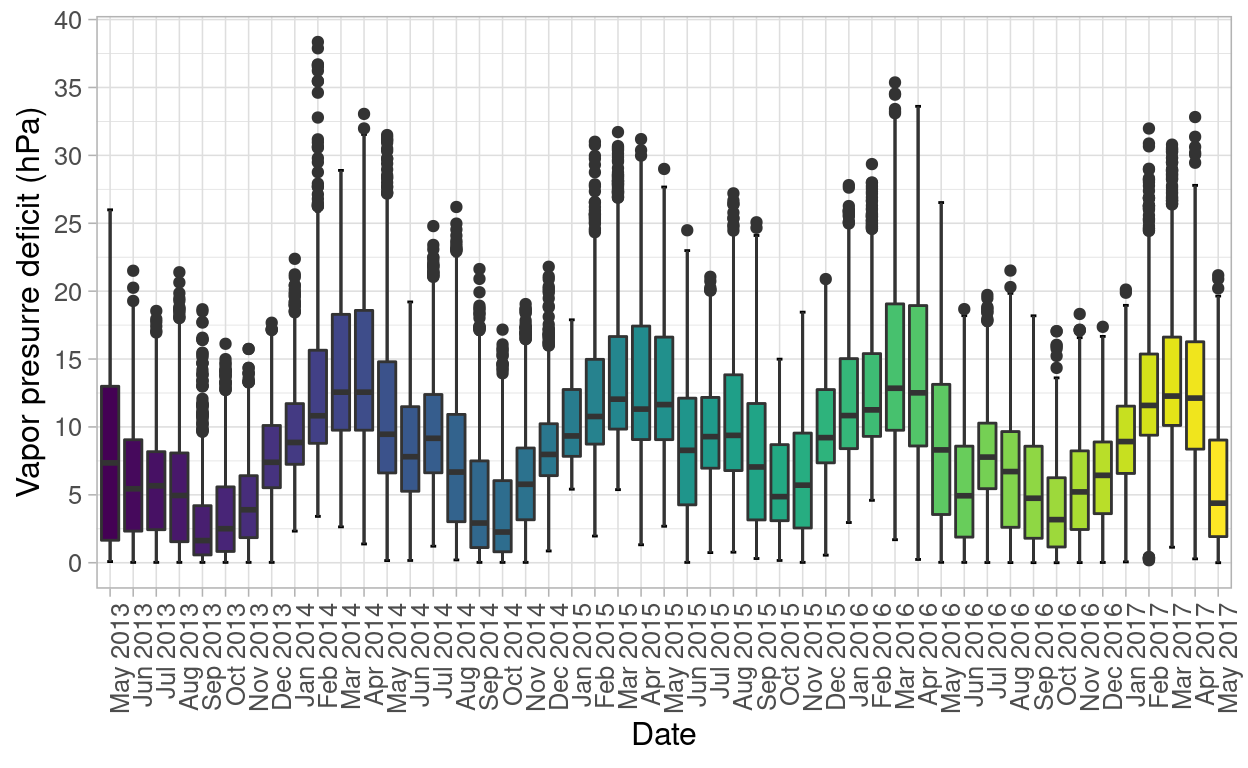 Vapor presurre deficit (hPa)
40
35
30
25
20
15
10
5
0
May 2013
Jun 2013
Jul 2013
Aug 2013
Sep 2013
Oct 2013
Nov 2013
Dec 2013
Jan 2014
Feb 2014
Mar 2014
Apr 2014
May 2014
Jun 2014
Jul 2014
Aug 2014
Sep 2014
Oct 2014
Nov 2014
Dec 2014
Jan 2015
Feb 2015
Mar 2015
Apr 2015
May 2015
Jun 2015
Jul 2015
Aug 2015
Sep 2015
Oct 2015
Nov 2015
Dec 2015
Jan 2016
Feb 2016
Mar 2016
Apr 2016
May 2016
Jun 2016
Jul 2016
Aug 2016
Sep 2016
Oct 2016
Nov 2016
Dec 2016
Jan 2017
Feb 2017
Mar 2017
Apr 2017
May 2017
Date